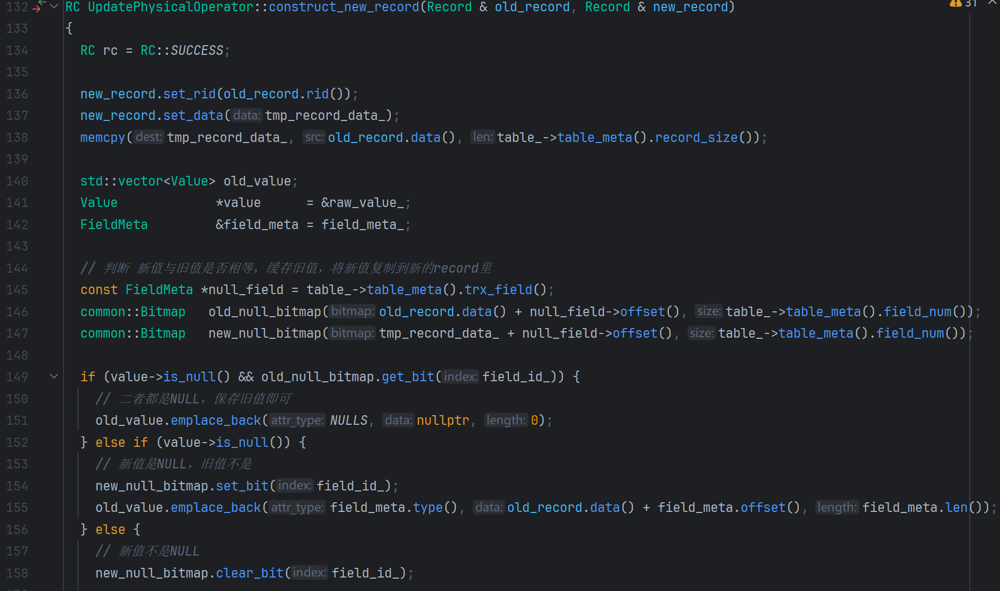 132 RC UpdatePhysicalOperator::construct_new_record(Record & old_record, Record & new_record) 31
133 {
134 RC rc = RC::SUCCESS;
135
136 new_record.set_rid(old_record.rid());
137 new_record.set_data(data: tmp_record_data_);
138 memcpy(dest: tmp_record_data_, src: old_record.data(), len: table_->table_meta().record_size());
139
140 std::vector<Value> old_value;
141 Value *value = &raw_value_;
142 FieldMeta &field_meta = field_meta_;
143
144 // 判断 新值与旧值是否相等，缓存旧值，将新值复制到新的record里
145 const FieldMeta *null_field = table_->table_meta().trx_field();
146 common::Bitmap old_null_bitmap(bitmap: old_record.data() + null_field->offset(), size: table_->table_meta().field_num());
147 common::Bitmap new_null_bitmap(bitmap: tmp_record_data_ + null_field->offset(), size: table_->table_meta().field_num());
148
149 if (value->is_null() && old_null_bitmap.get_bit(index: field_id_)) {
150 // 二者都是NULL，保存旧值即可
151 old_value.emplace_back(attr_type: NULLS, data: nullptr, length: 0);
152 } else if (value->is_null()) {
153 // 新值是NULL，旧值不是
154 new_null_bitmap.set_bit(index: field_id_);
155 old_value.emplace_back(attr_type: field_meta.type(), data: old_record.data() + field_meta.offset(), length: field_meta.len());
156 } else {
157 // 新值不是NULL
158 new_null_bitmap.clear_bit(index: field_id_);